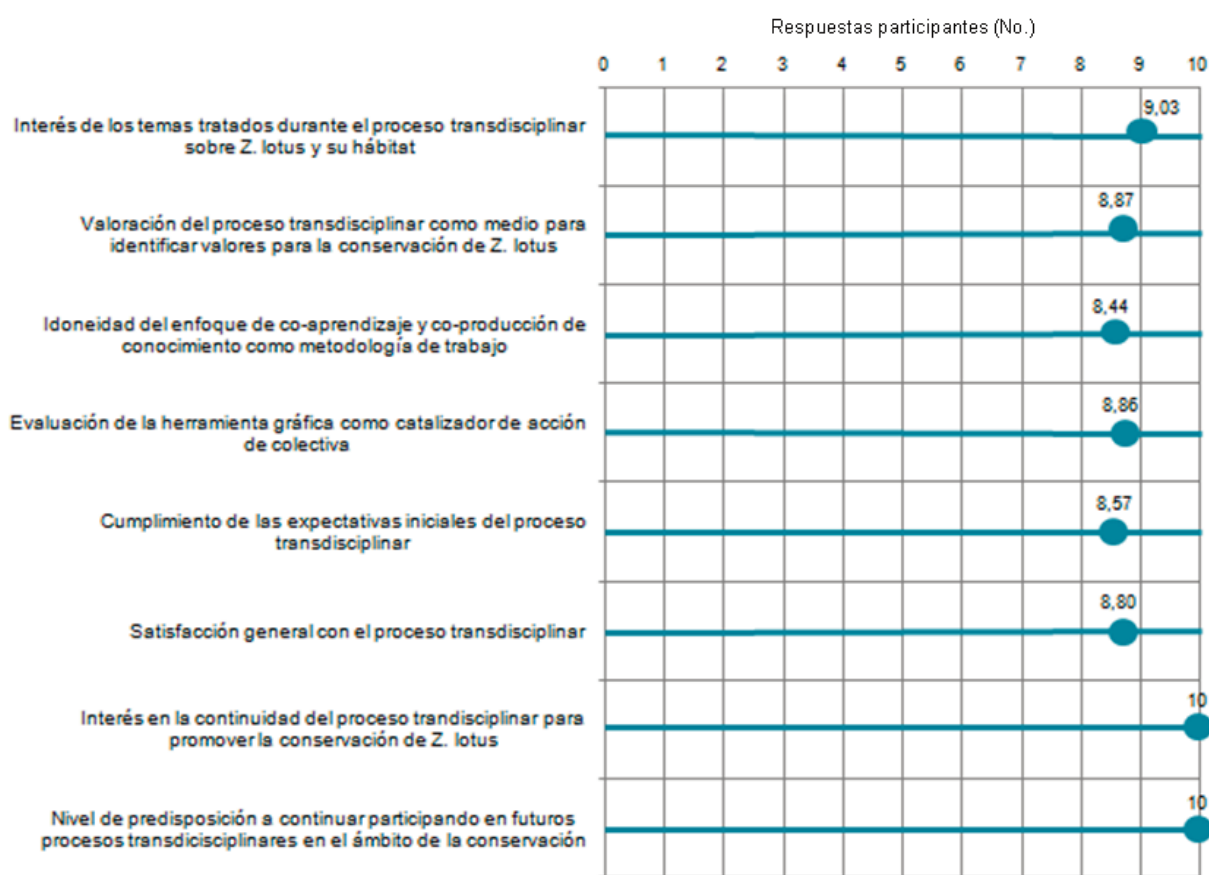 Respuestas participantes (No.)
0 1 2 3 4 5 6 7 8 9 10
Interés de los temas tratados durante el proceso transdisciplinar
sobre Z. lotus y su hábitat
9,03
Valoración del proceso transdisciplinar como medio para
identificar valores para la conservación de Z. lotus
8,87
Idoneidad del enfoque de co-aprendizaje y co-producción de
conocimiento como metodología de trabajo
8,44
Evaluación de la herramienta gráfica como catalizador de acción
de colectiva
8,86
Cumplimiento de las expectativas iniciales del proceso
transdisciplinar
8,57
Satisfacción general con el proceso transdisciplinar
8,80
Interés en la continuidad del proceso trandisciplinar para
promover la conservación de Z. lotus
10
Nivel de predisposición a continuar participando en futuros
procesos transdicisciplinares en el ámbito de la conservación
10